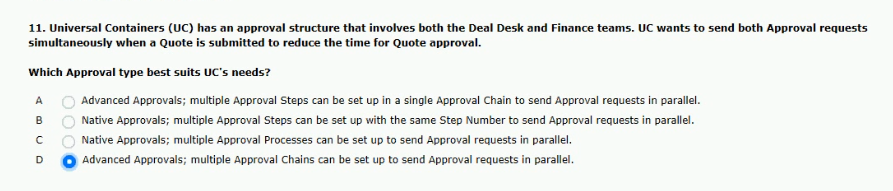 11. Universal Containers (UC) has an approval structure that involves both the Deal Desk and Finance teams. UC wants to send both Approval requests
simultaneously when a Quote is submitted to reduce the time for Quote approval.
Which Approval type best suits UC's needs?
A Advanced Approvals; multiple Approval Steps can be set up in a single Approval Chain to send Approval requests in parallel.
B Native Approvals; multiple Approval Steps can be set up with the same Step Number to send Approval requests in parallel.
C Native Approvals; multiple Approval Processes can be set up to send Approval requests in parallel.
D Advanced Approvals; multiple Approval Chains can be set up to send Approval requests in parallel.